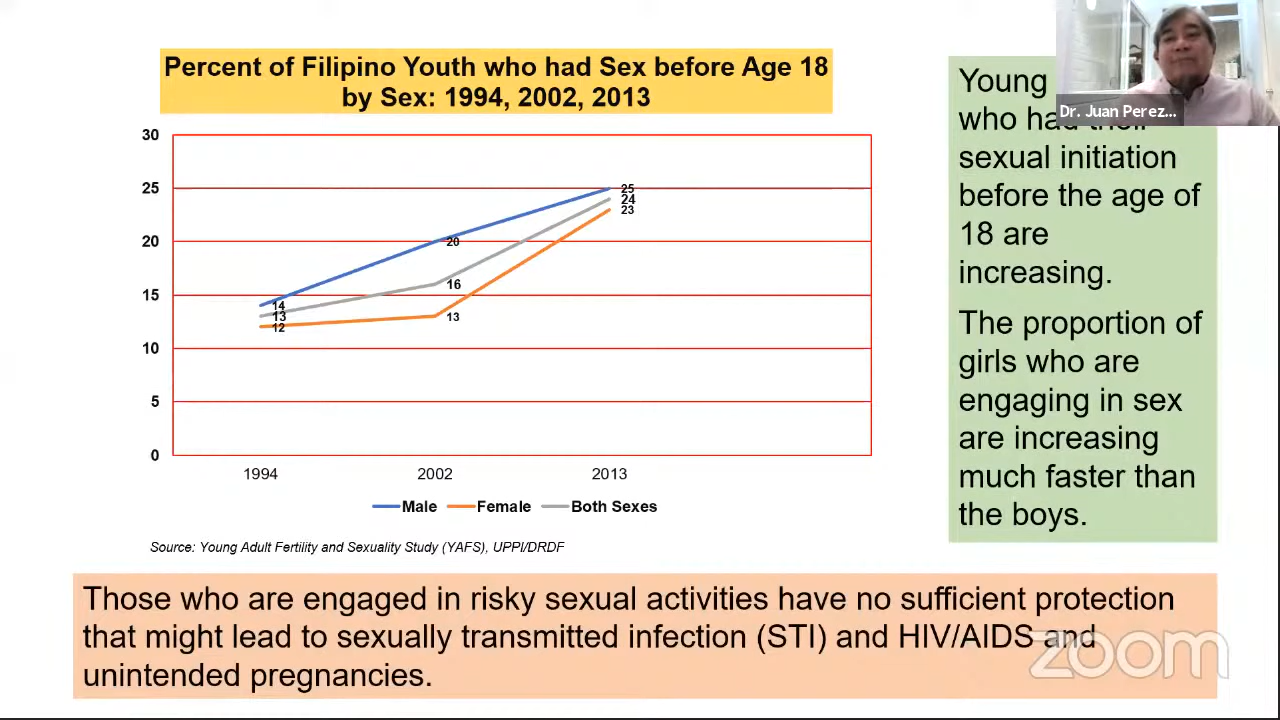 Percent of Filipino Youth who had Sex before Age 18
by Sex: 1994, 2002, 2013
30
25
20
15
10
5
0
14
13
12
20
16
13
25
24
23
1994
2002
2013
Male
Female
Both Sexes
Source: Young Adult Fertility and Sexuality Study (YAFS), UPPI/DRDF
Young
who had their
sexual initiation
before the age of
18 are
increasing.
The proportion of
girls who are
engaging in sex
are increasing
much faster than
the boys.
Dr. Juan Perez...
Those who are engaged in risky sexual activities have no sufficient protection
that might lead to sexually transmitted infection (STI) and HIV/AIDS and
unintended pregnancies.
zoom